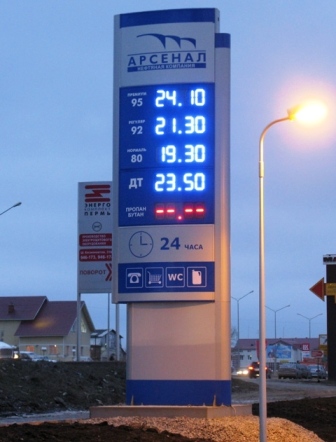 АРСЕНАЛ
НЕФТЯНАЯ КОМПАНИЯ
ПРЕМИУМ
95 24.10
РЕГУЛЯР
92 21.30
НОРМАЛЬ
80 19.30
ДТ 23.50
ПРОПАН
БУТАН --.--
24 ЧАСА
WC
ЭНЕРГО
ПЕРМЬ
ПОВОРОТ